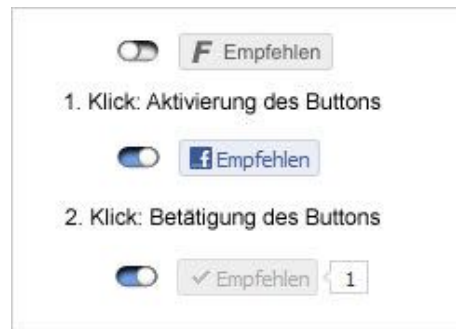 F Empfehlen
1. Klick: Aktivierung des Buttons
f Empfehlen
2. Klick: Betätigung des Buttons
Empfehlen 1